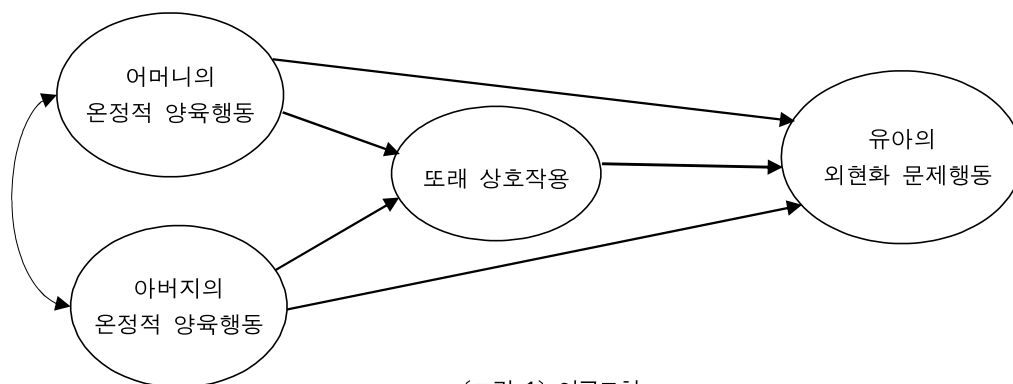 어머니의
온정적 양육행동
또래 상호작용
유아의
외현화 문제행동
아버지의
온정적 양육행동